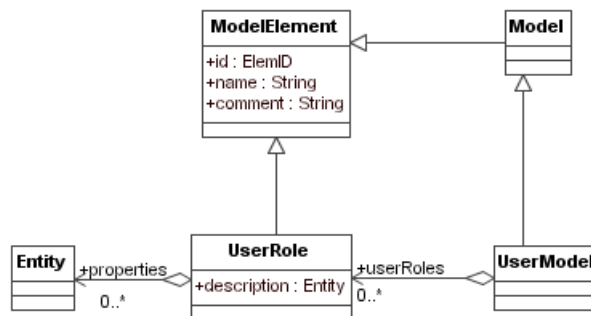 ModelElement
+id : ElemID
+name : String
+comment : String
Model
Entity
+properties
0..*
UserRole
+description : Entity
+userRoles
0..*
UserModel